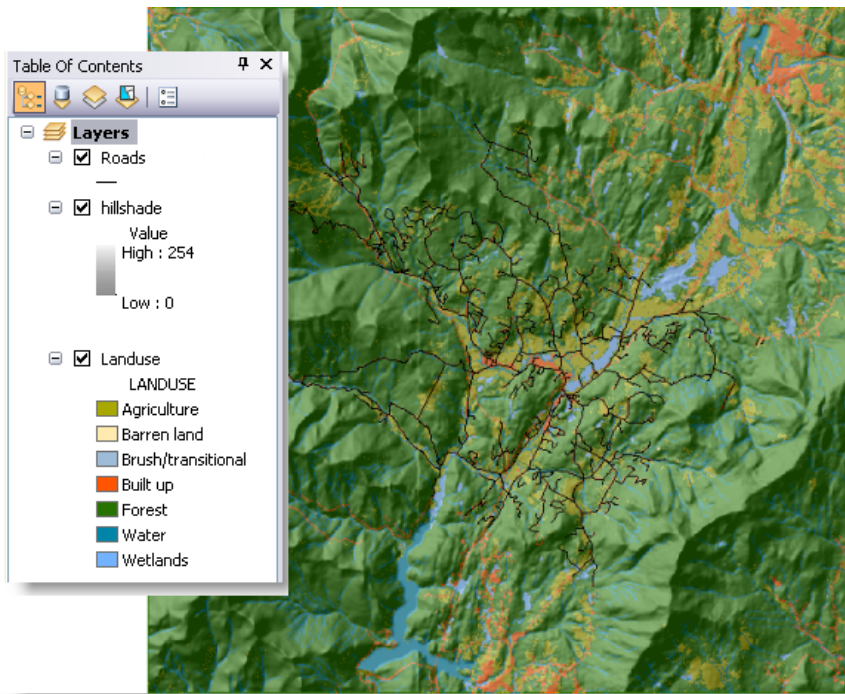 Table Of Contents
Layers
Roads
hillshade
Value
High : 254
Low : 0
Landuse
LANDUSE
Agriculture
Barren land
Brush/transitional
Built up
Forest
Water
Wetlands